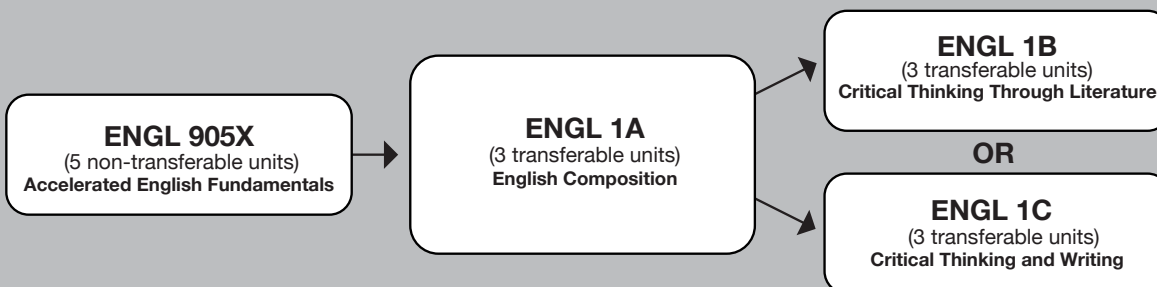 ENGL 905X
(5 non-transferable units)
Accelerated English Fundamentals
ENGL 1A
(3 transferable units)
English Composition
ENGL 1B
(3 transferable units)
Critical Thinking Through Literature
OR
ENGL 1C
(3 transferable units)
Critical Thinking and Writing